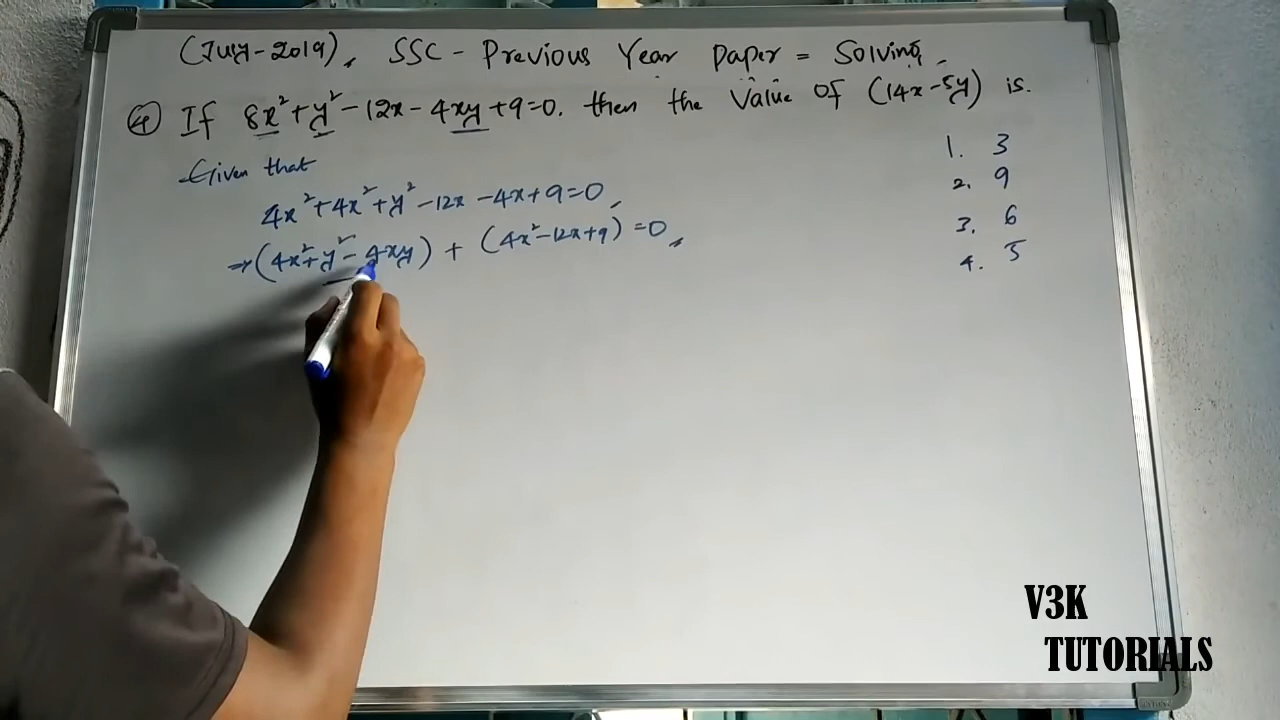 (July-2019), SSC - Previous Year Paper = Solving.
④ If 8x²+y²-12x-4xy+9=0. then the Value of (14x-5y) is.
1. 3
2. 9
3. 6
4. 5
Given that
4x²+4x²+y²-12x-4x+9=0,
⇒(4x²+y²-4xy) + (4x²-12x+9)=0
V3K
TUTORIALS